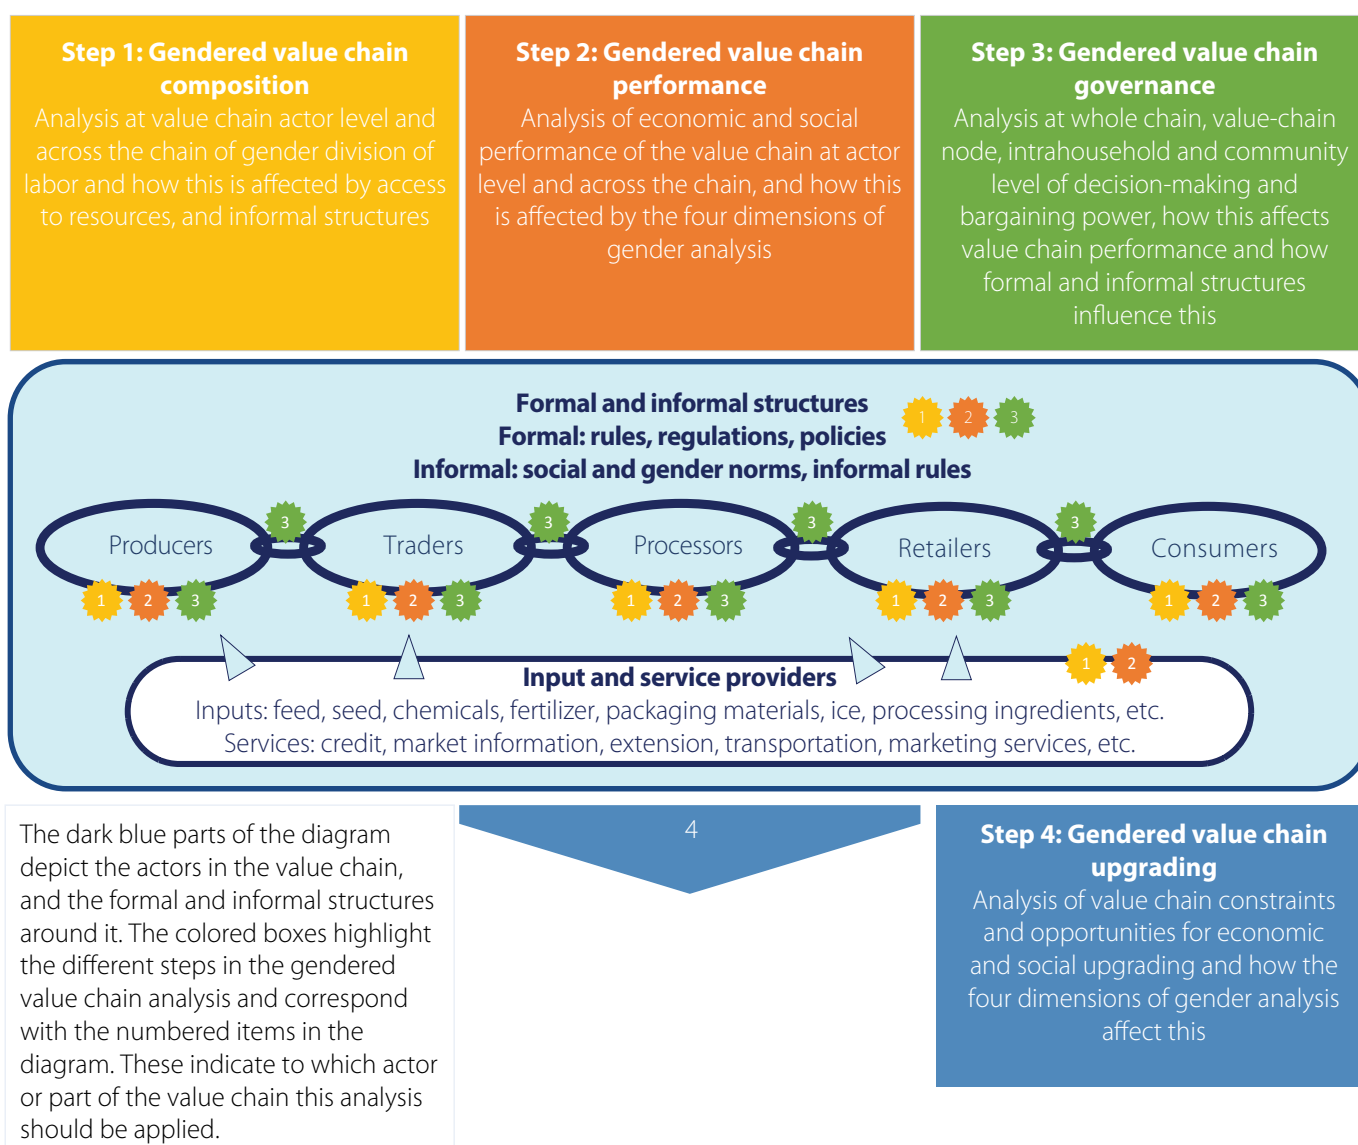 Step 1: Gendered value chain
composition
Analysis at value chain actor level and
across the chain of gender division of
labor and how this is affected by access
to resources, and informal structures
Step 2: Gendered value chain
performance
Analysis of economic and social
performance of the value chain at actor
level and across the chain, and how this
is affected by the four dimensions of
gender analysis
Step 3: Gendered value chain
governance
Analysis at whole chain, value-chain
node, intrahousehold and community
level of decision-making and
bargaining power, how this affects
value chain performance and how
formal and informal structures
influence this
Formal and informal structures
Formal: rules, regulations, policies
Informal: social and gender norms, informal rules
1 2 3
3 3 3 3
Producers Traders Processors Retailers Consumers
1 2 3 1 2 3 1 2 3 1 2 3 1 2 3
Input and service providers
1 2
Inputs: feed, seed, chemicals, fertilizer, packaging materials, ice, processing ingredients, etc.
Services: credit, market information, extension, transportation, marketing services, etc.
The dark blue parts of the diagram
depict the actors in the value chain,
and the formal and informal structures
around it. The colored boxes highlight
the different steps in the gendered
value chain analysis and correspond
with the numbered items in the
diagram. These indicate to which actor
or part of the value chain this analysis
should be applied.
4
Step 4: Gendered value chain
upgrading
Analysis of value chain constraints
and opportunities for economic
and social upgrading and how the
four dimensions of gender analysis
affect this